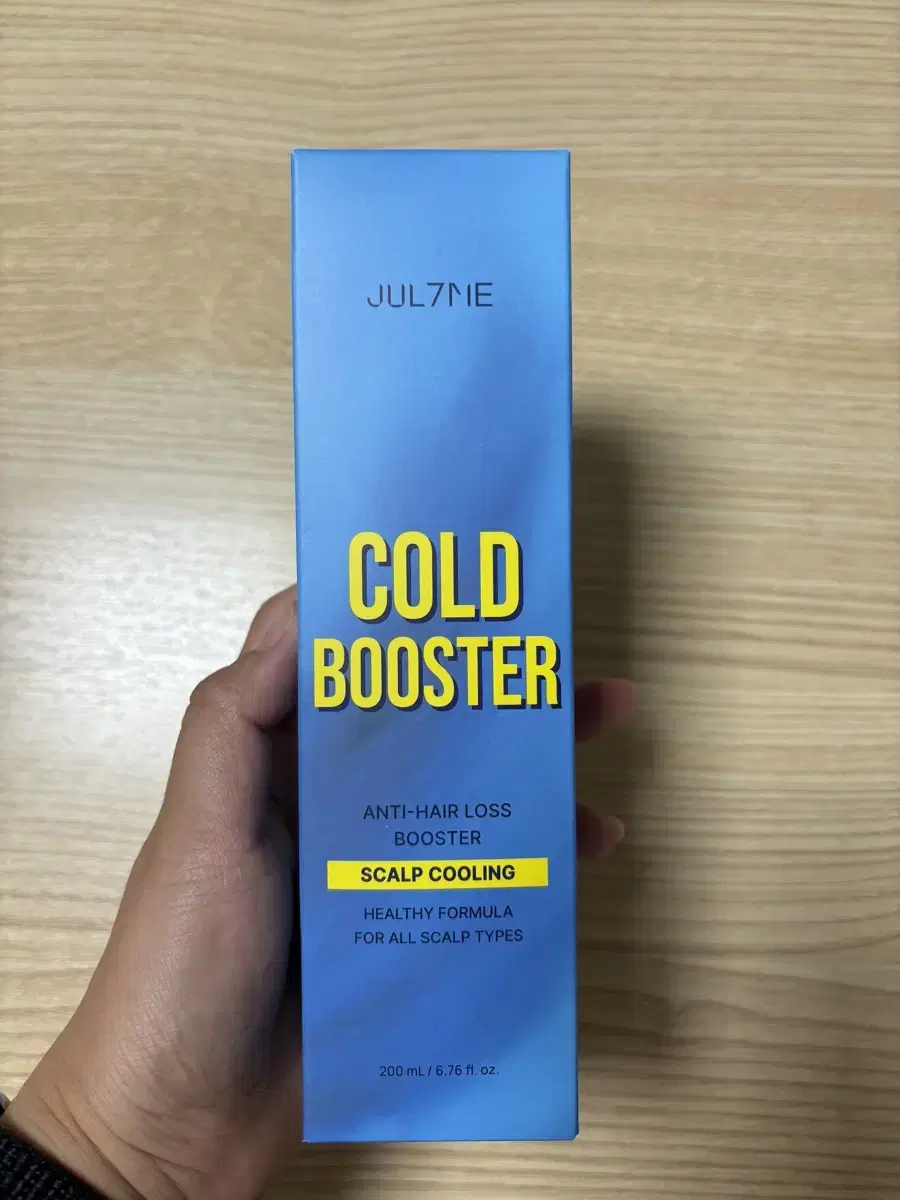 JUL7ME
COLD
BOOSTER
ANTI-HAIR LOSS
BOOSTER
SCALP COOLING
HEALTHY FORMULA
FOR ALL SCALP TYPES
200 mL / 6.76 fl. oz.